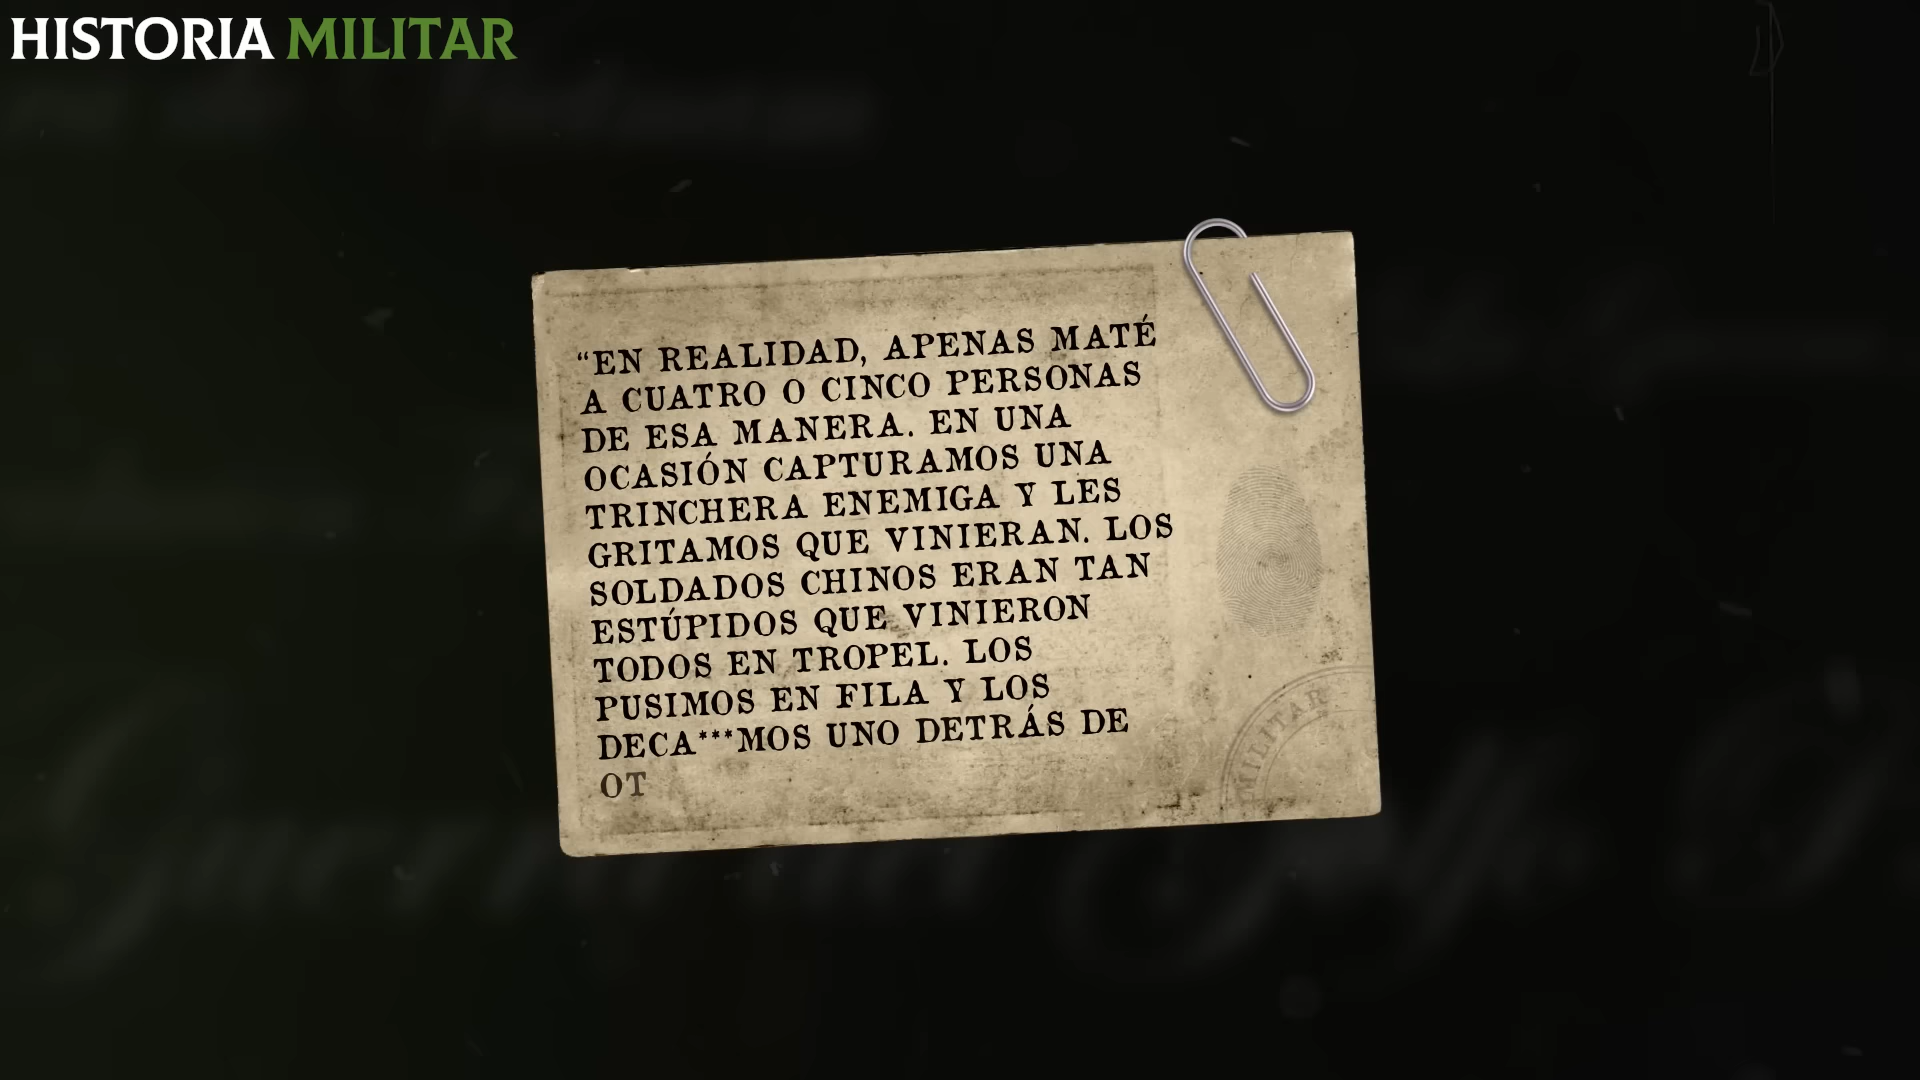 HISTORIA MILITAR
“EN REALIDAD, APENAS MATÉ
A CUATRO O CINCO PERSONAS
DE ESA MANERA. EN UNA
OCASIÓN CAPTURAMOS UNA
TRINCHERA ENEMIGA Y LES
GRITAMOS QUE VINIERAN. LOS
SOLDADOS CHINOS ERAN TAN
ESTÚPIDOS QUE VINIERON
TODOS EN TROPEL. LOS
PUSIMOS EN FILA Y LOS
DECA***MOS UNO DETRÁS DE
OT
MILITAR